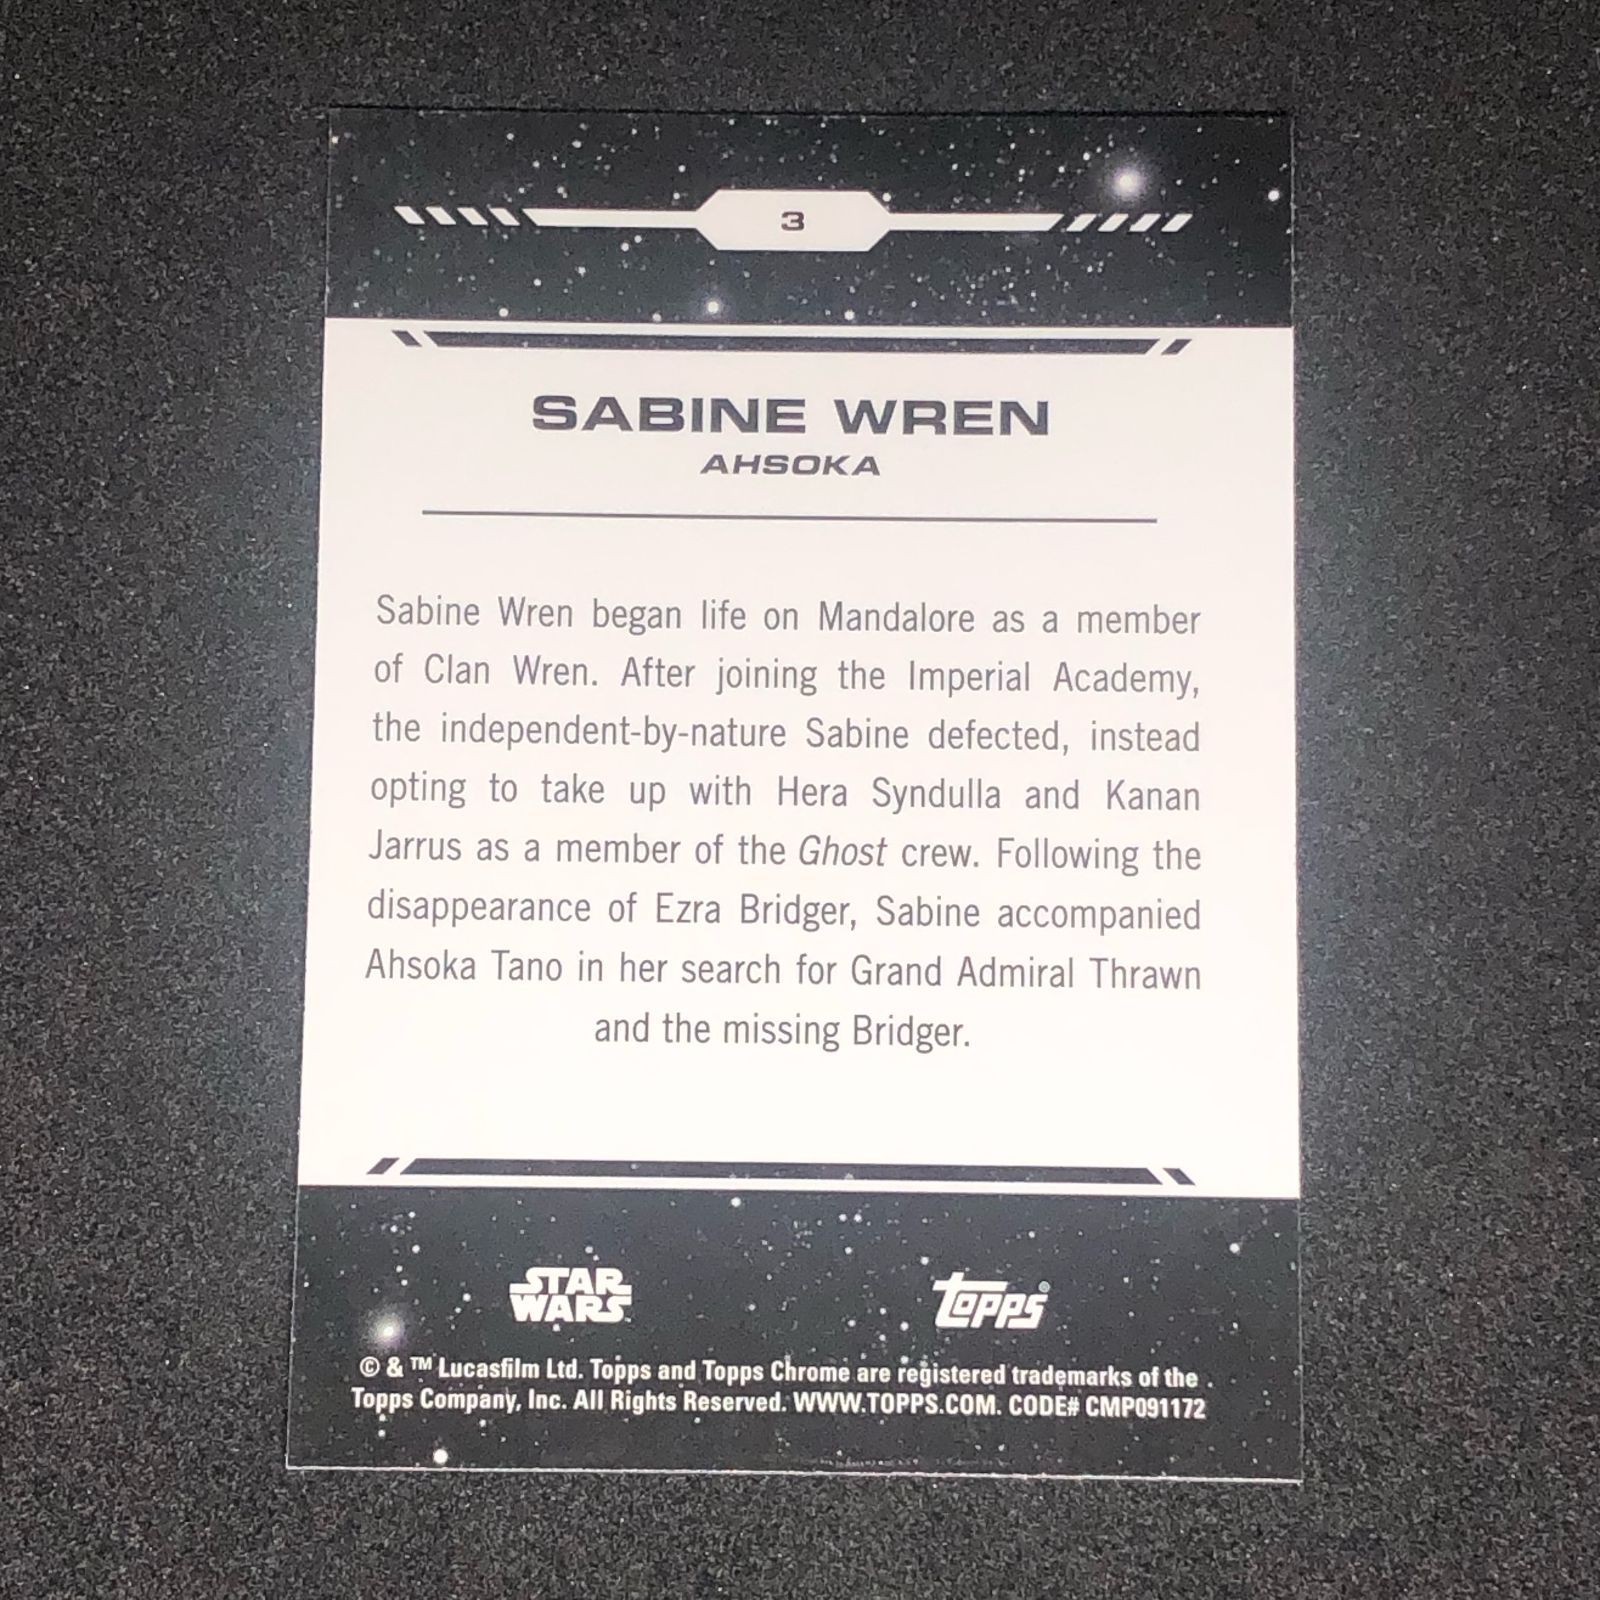 3
SABINE WREN
AHSOKA
Sabine Wren began life on Mandalore as a member
of Clan Wren. After joining the Imperial Academy,
the independent-by-nature Sabine defected, instead
opting to take up with Hera Syndulla and Kanan
Jarrus as a member of the Ghost crew. Following the
disappearance of Ezra Bridger, Sabine accompanied
Ahsoka Tano in her search for Grand Admiral Thrawn
and the missing Bridger.
STAR
WARS
topps®
© & ™ Lucasfilm Ltd. Topps and Topps Chrome are registered trademarks of the
Topps Company, Inc. All Rights Reserved. WWW.TOPPS.COM. CODE# CMP091172